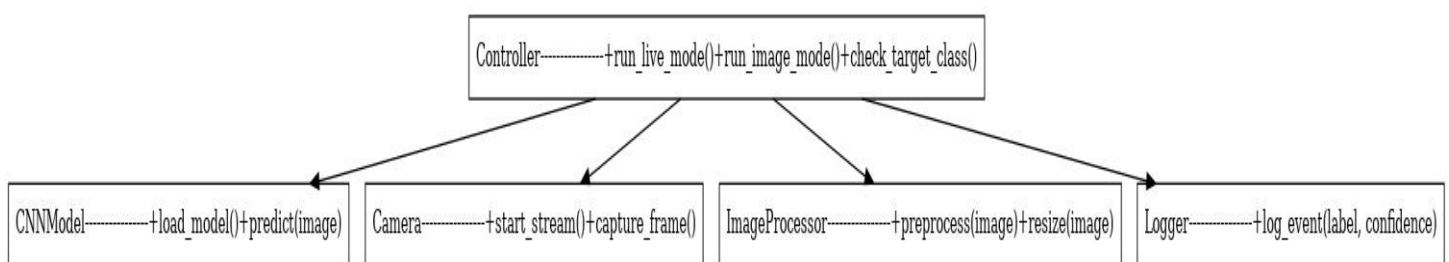 Controller---------------+run_live_mode()+run_image_mode()+check_target_class()
CNNModel---------------+load_model()+predict(image)
Camera---------------+start_stream()+capture_frame()
ImageProcessor---------------+preprocess(image)+resize(image)
Logger---------------+log_event(label, confidence)